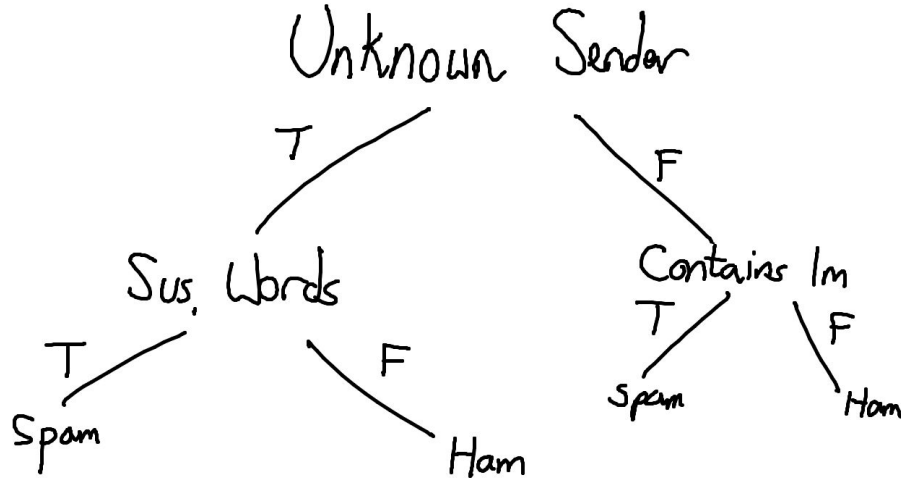 Unknown Sender
T
F
Sus. Words
Contains Im
T
F
T
F
Spam
Ham
Spam
Ham